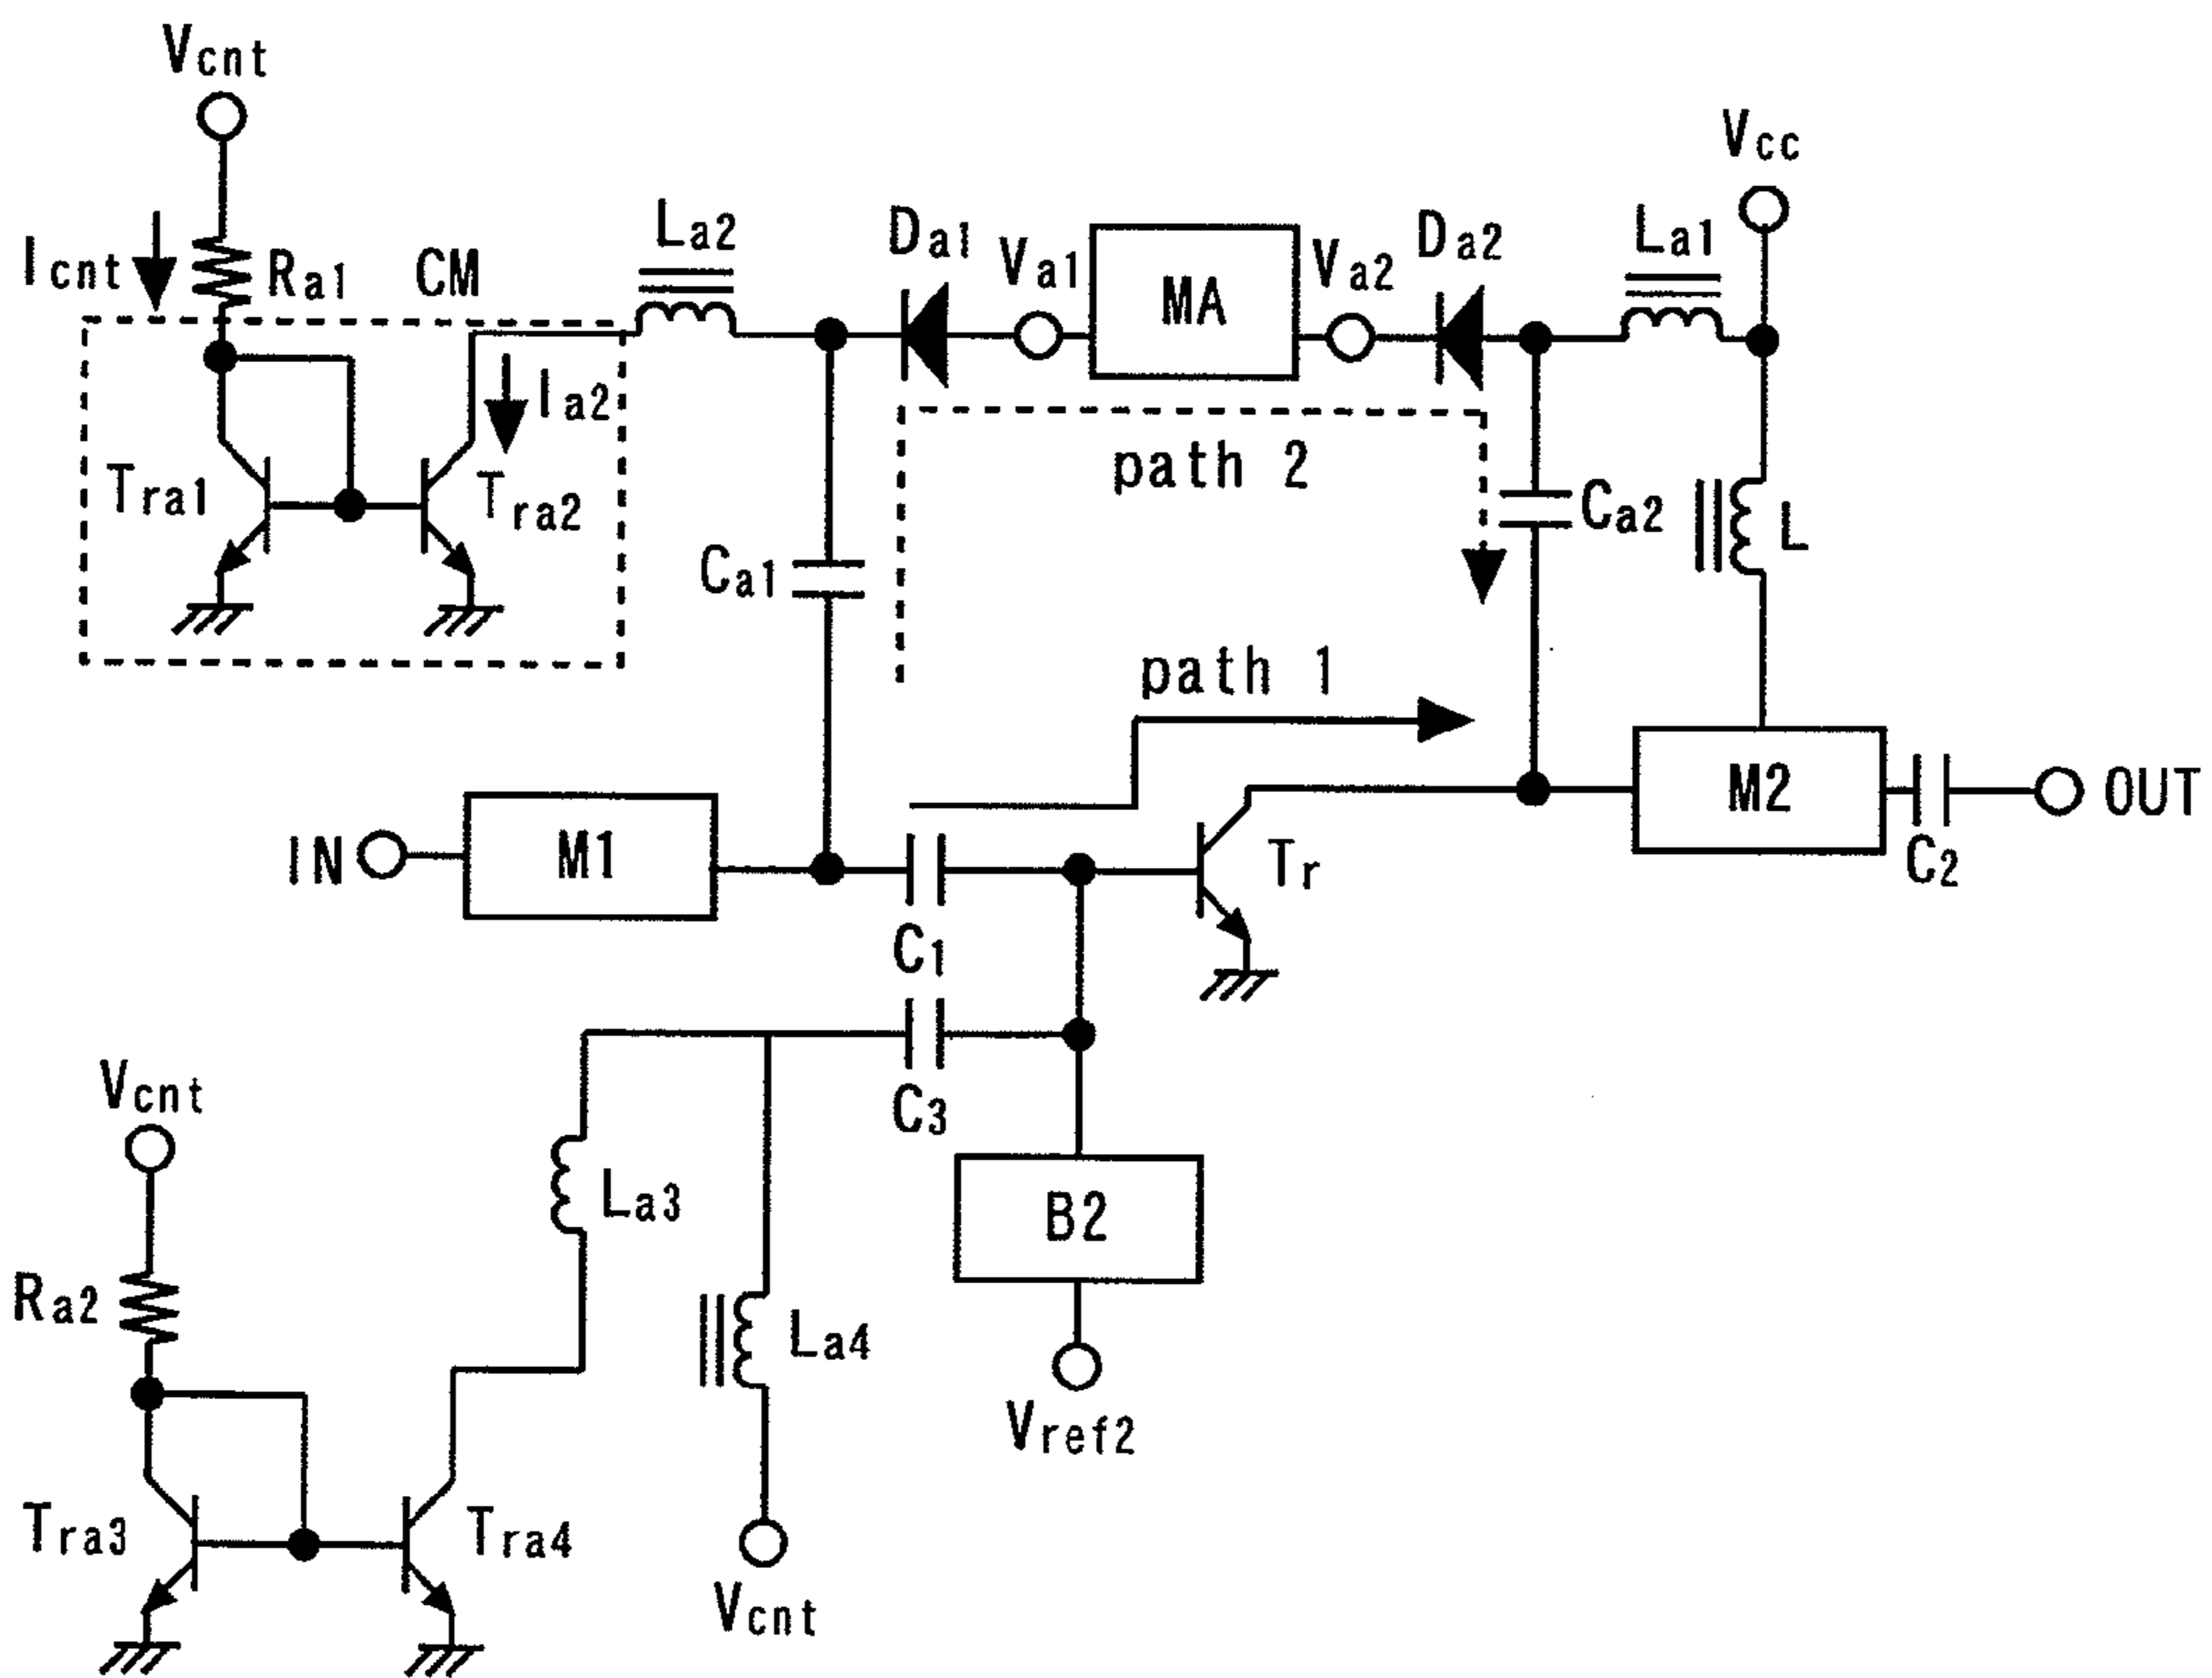 Vcnt
Vcc
Icnt
Ra1
CM
La2
Da1
Va1
MA
Va2
Da2
La1
Ia2
Tra1
Tra2
path 2
Ca2
L
Ca1
path 1
IN
M1
M2
OUT
Tr
C2
C1
C3
Vcnt
La3
B2
Ra2
La4
Vref2
Tra3
Tra4
Vcnt